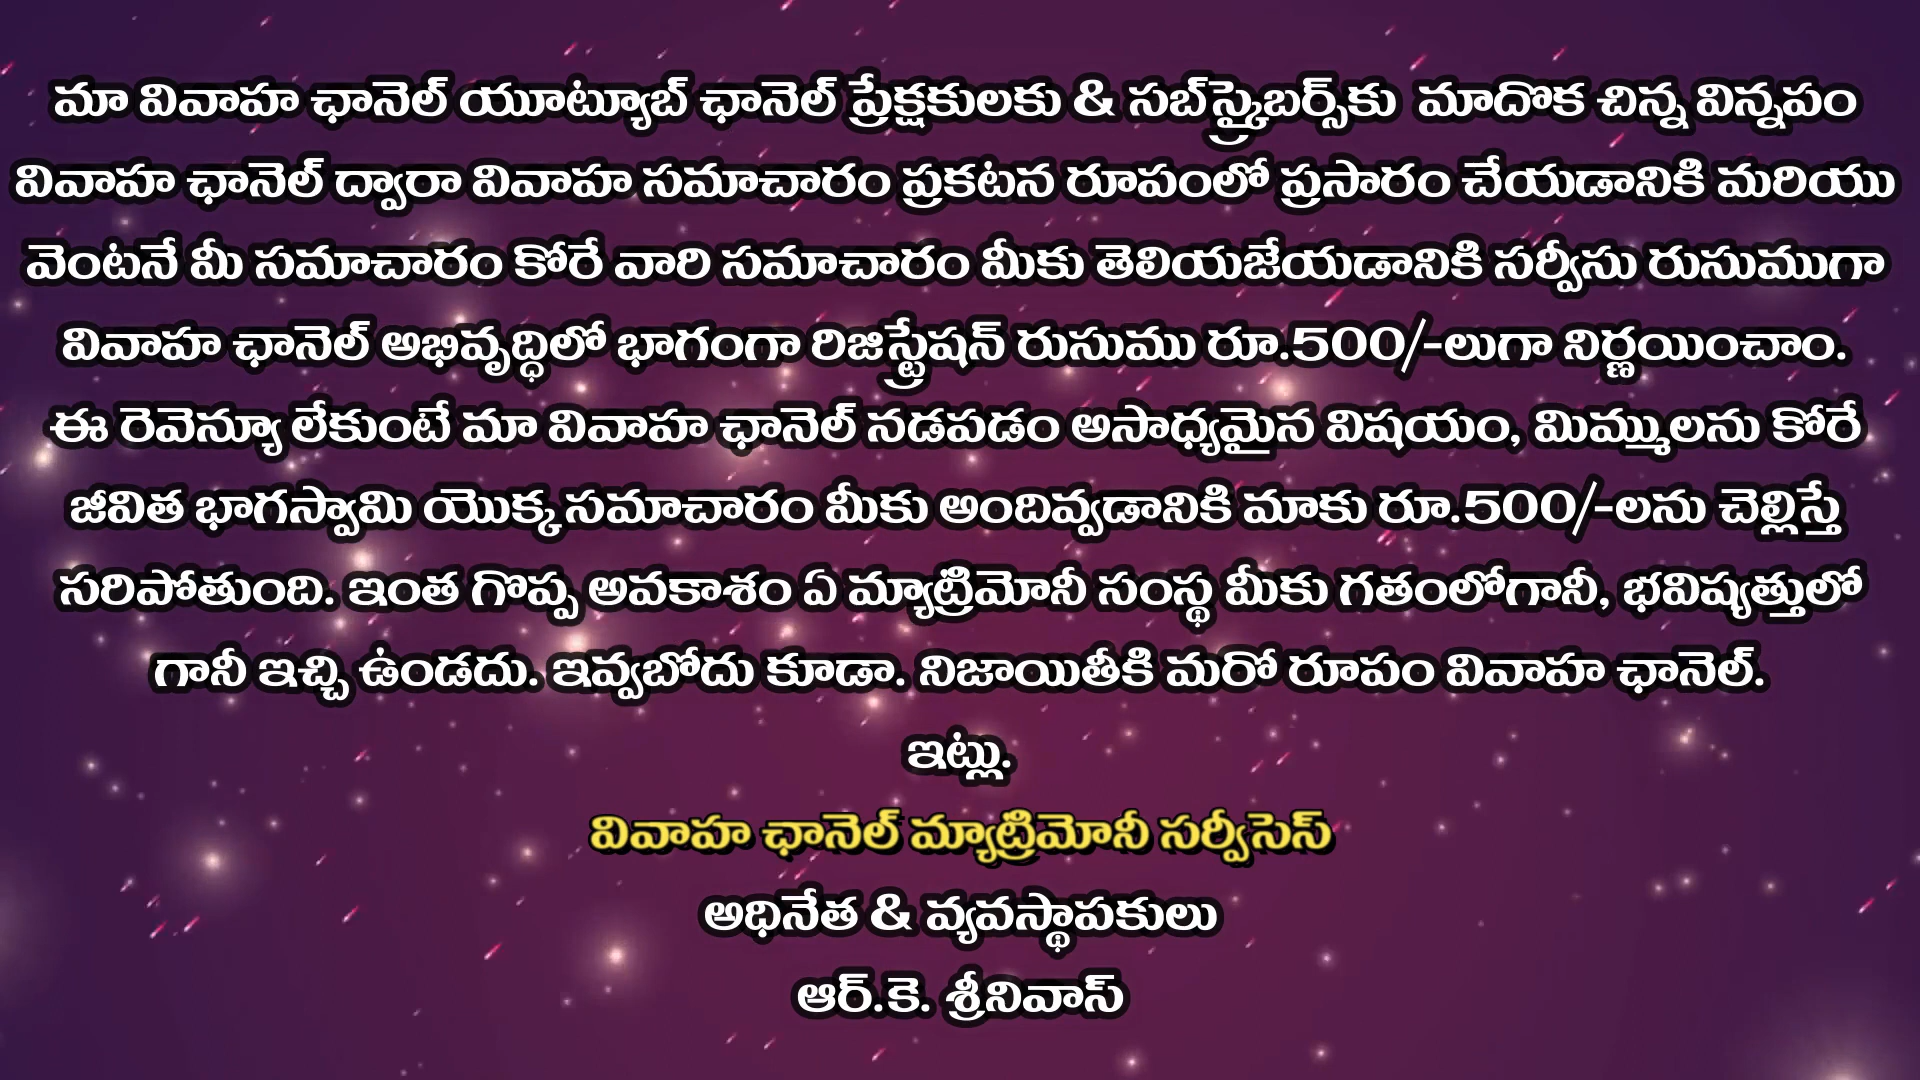 మా వివాహ ఛానెల్ యూట్యూబ్ ఛానెల్ ప్రేక్షకులకు & సబ్‌స్క్రైబర్స్‌కు మాదొక చిన్న విన్నపం
వివాహ ఛానెల్ ద్వారా వివాహ సమాచారం ప్రకటన రూపంలో ప్రసారం చేయడానికి మరియు
వెంటనే మీ సమాచారం కోరే వారి సమాచారం మీకు తెలియజేయడానికి సర్వీసు రుసుముగా
వివాహ ఛానెల్ అభివృద్ధిలో భాగంగా రిజిస్ట్రేషన్ రుసుము రూ.500/-లుగా నిర్ణయించాం.
ఈ రెవెన్యూ లేకుంటే మా వివాహ ఛానెల్ నడపడం అసాధ్యమైన విషయం, మిమ్ములను కోరే
జీవిత భాగస్వామి యొక్క సమాచారం మీకు అందివ్వడానికి మాకు రూ.500/-లను చెల్లిస్తే
సరిపోతుంది. ఇంత గొప్ప అవకాశం ఏ మ్యాట్రిమోనీ సంస్థ మీకు గతంలోగానీ, భవిష్యత్తులో
గానీ ఇచ్చి ఉండదు. ఇవ్వబోదు కూడా. నిజాయితీకి మరో రూపం వివాహ ఛానెల్.
ఇట్లు.
వివాహ ఛానెల్ మ్యాట్రిమోనీ సర్వీసెస్
అధినేత & వ్యవస్థాపకులు
ఆర్.కె. శ్రీనివాస్